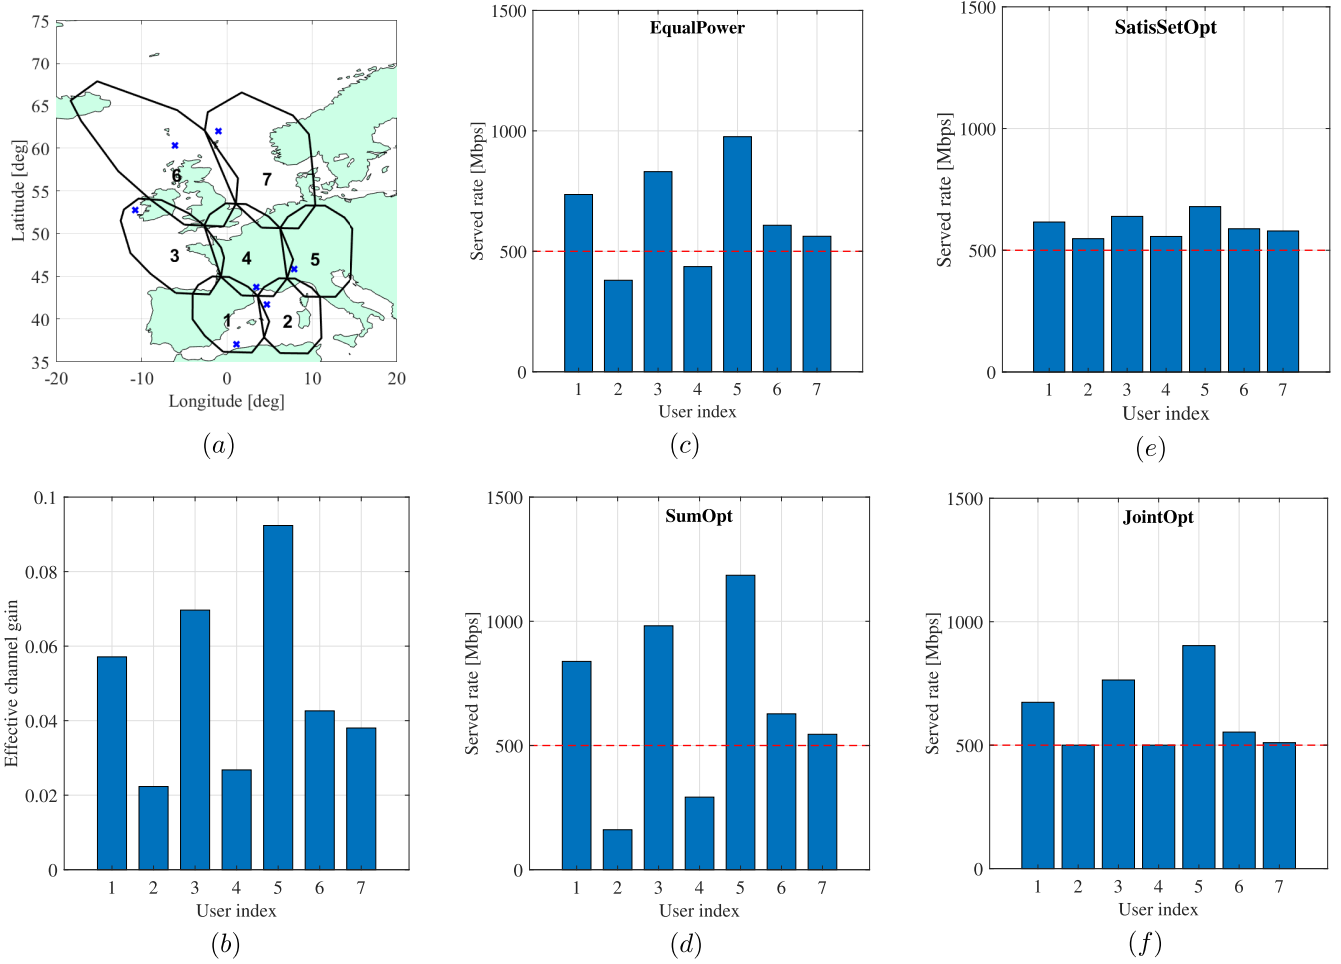 75
70
65
60
55
50
45
40
35
-20
-10
0
10
20
Latitude [deg]
Longitude [deg]
6
7
3
4
5
1
2
(a)
1500
1000
500
0
Served rate [Mbps]
EqualPower
1 2 3 4 5 6 7
User index
(c)
1500
1000
500
0
Served rate [Mbps]
SatisSetOpt
1 2 3 4 5 6 7
User index
(e)
0.1
0.08
0.06
0.04
0.02
0
Effective channel gain
1 2 3 4 5 6 7
User index
(b)
1500
1000
500
0
Served rate [Mbps]
SumOpt
1 2 3 4 5 6 7
User index
(d)
1500
1000
500
0
Served rate [Mbps]
JointOpt
1 2 3 4 5 6 7
User index
(f)